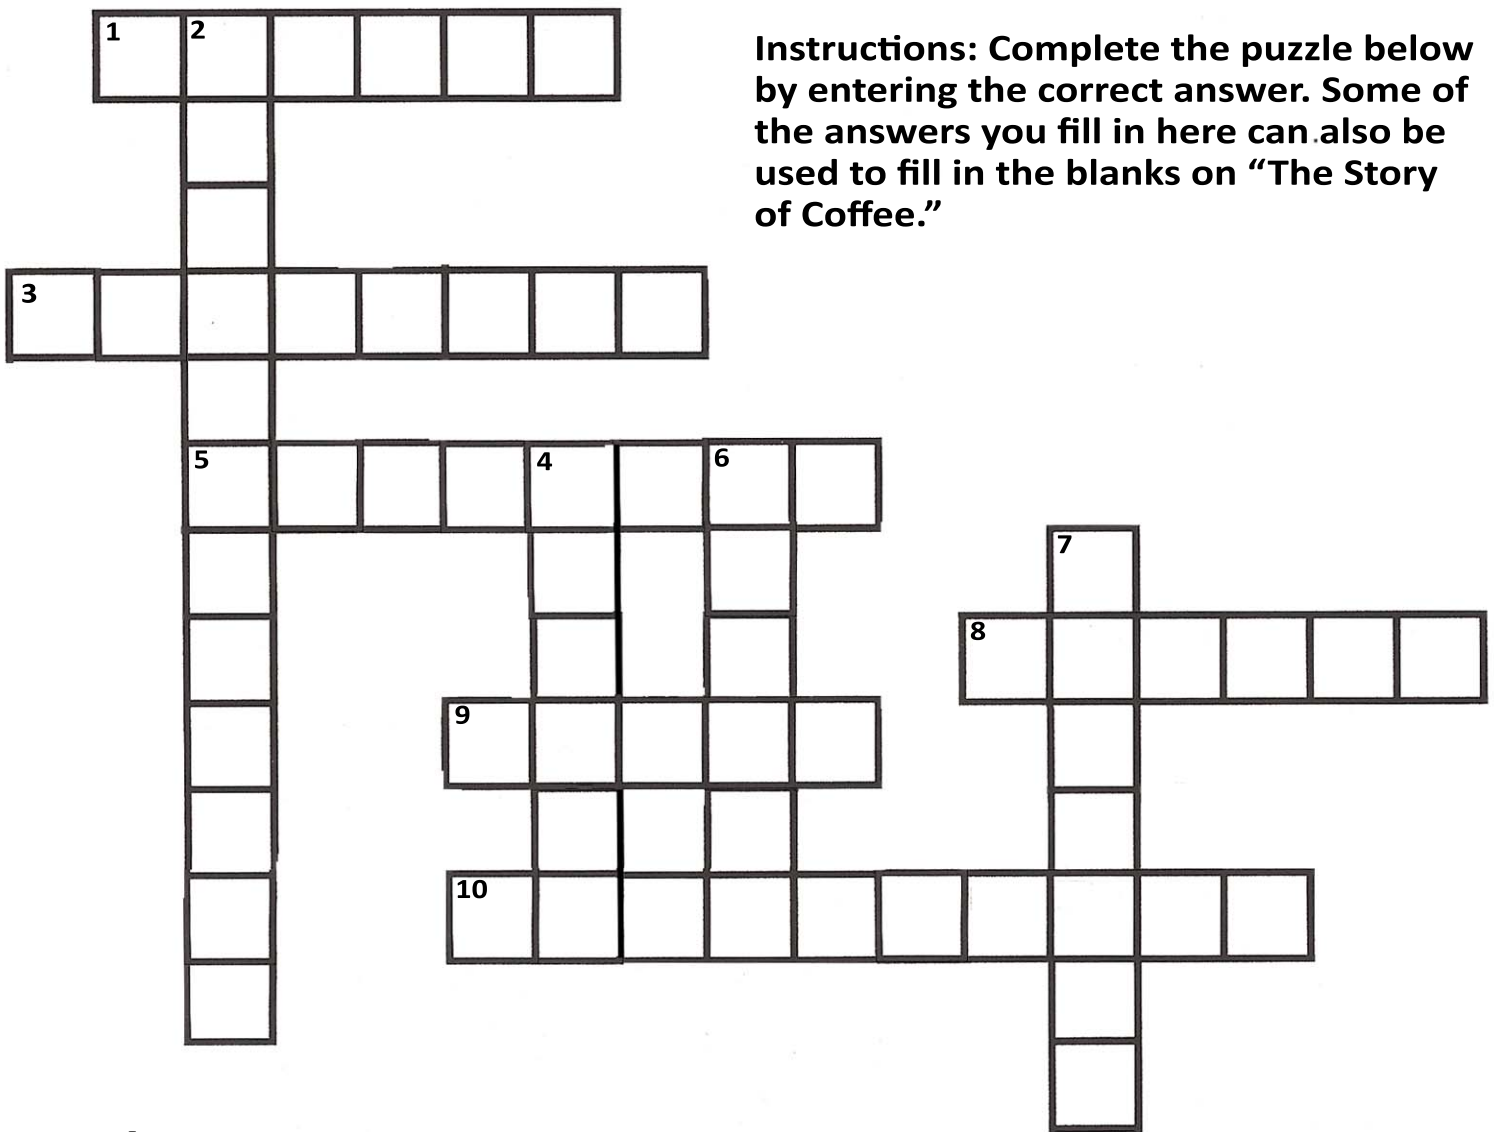 1 2
Instructions: Complete the puzzle below
by entering the correct answer. Some of
the answers you fill in here can also be
used to fill in the blanks on “The Story
of Coffee.”
3
5 4 6
7
8
9
10